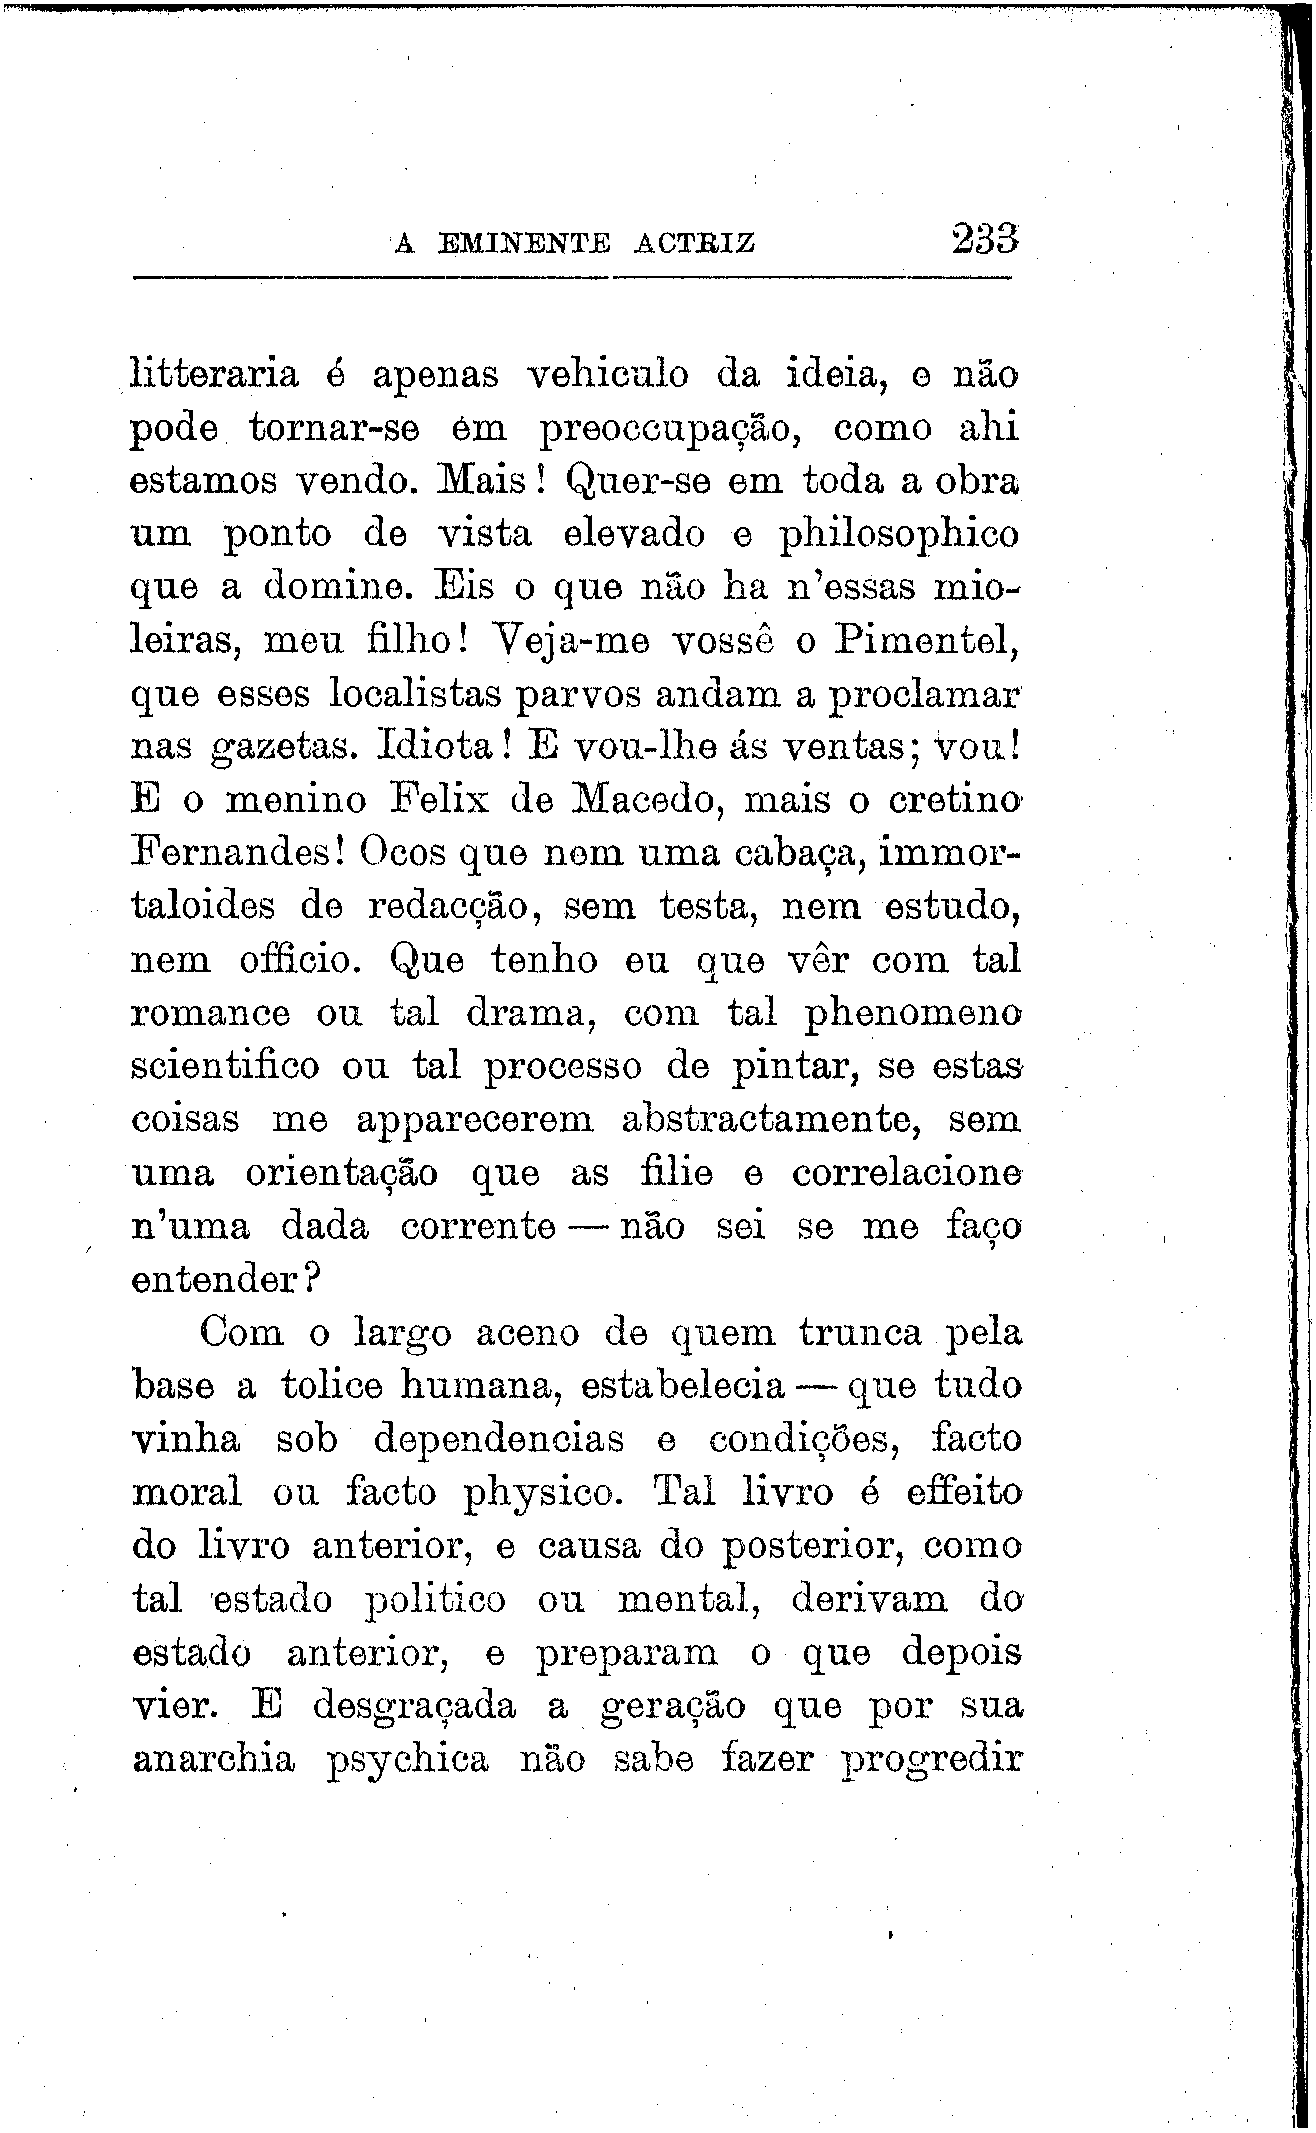 A EMINENTE ACTRIZ 233
litteraria é apenas vehiculo da ideia, e não
pode tornar-se em preoccupação, como ahi
estamos vendo. Mais! Quer-se em toda a obra
um ponto de vista elevado e philosophico
que a domine. Eis o que não ha n'essas mio-
leiras, meu filho! Veja-me vossê o Pimentel,
que esses localistas parvos andam a proclamar
nas gazetas. Idiota! E vou-lhe ás ventas; vou!
E o menino Felix de Macedo, mais o cretino
Fernandes! Ocos que nem uma cabaça, immor-
taloides de redacção, sem testa, nem estudo,
nem officio. Que tenho eu que vêr com tal
romance ou tal drama, com tal phenomeno
scientifico ou tal processo de pintar, se estas
coisas me apparecerem abstractamente, sem
uma orientação que as filie e correlacione
n'uma dada corrente — não sei se me faço
entender?
Com o largo aceno de quem trunca pela
base a tolice humana, estabelecia — que tudo
vinha sob dependencias e condições, facto
moral ou facto physico. Tal livro é effeito
do livro anterior, e causa do posterior, como
tal estado politico ou mental, derivam do
estado anterior, e preparam o que depois
vier. E desgraçada a geração que por sua
anarchia psychica não sabe fazer progredir